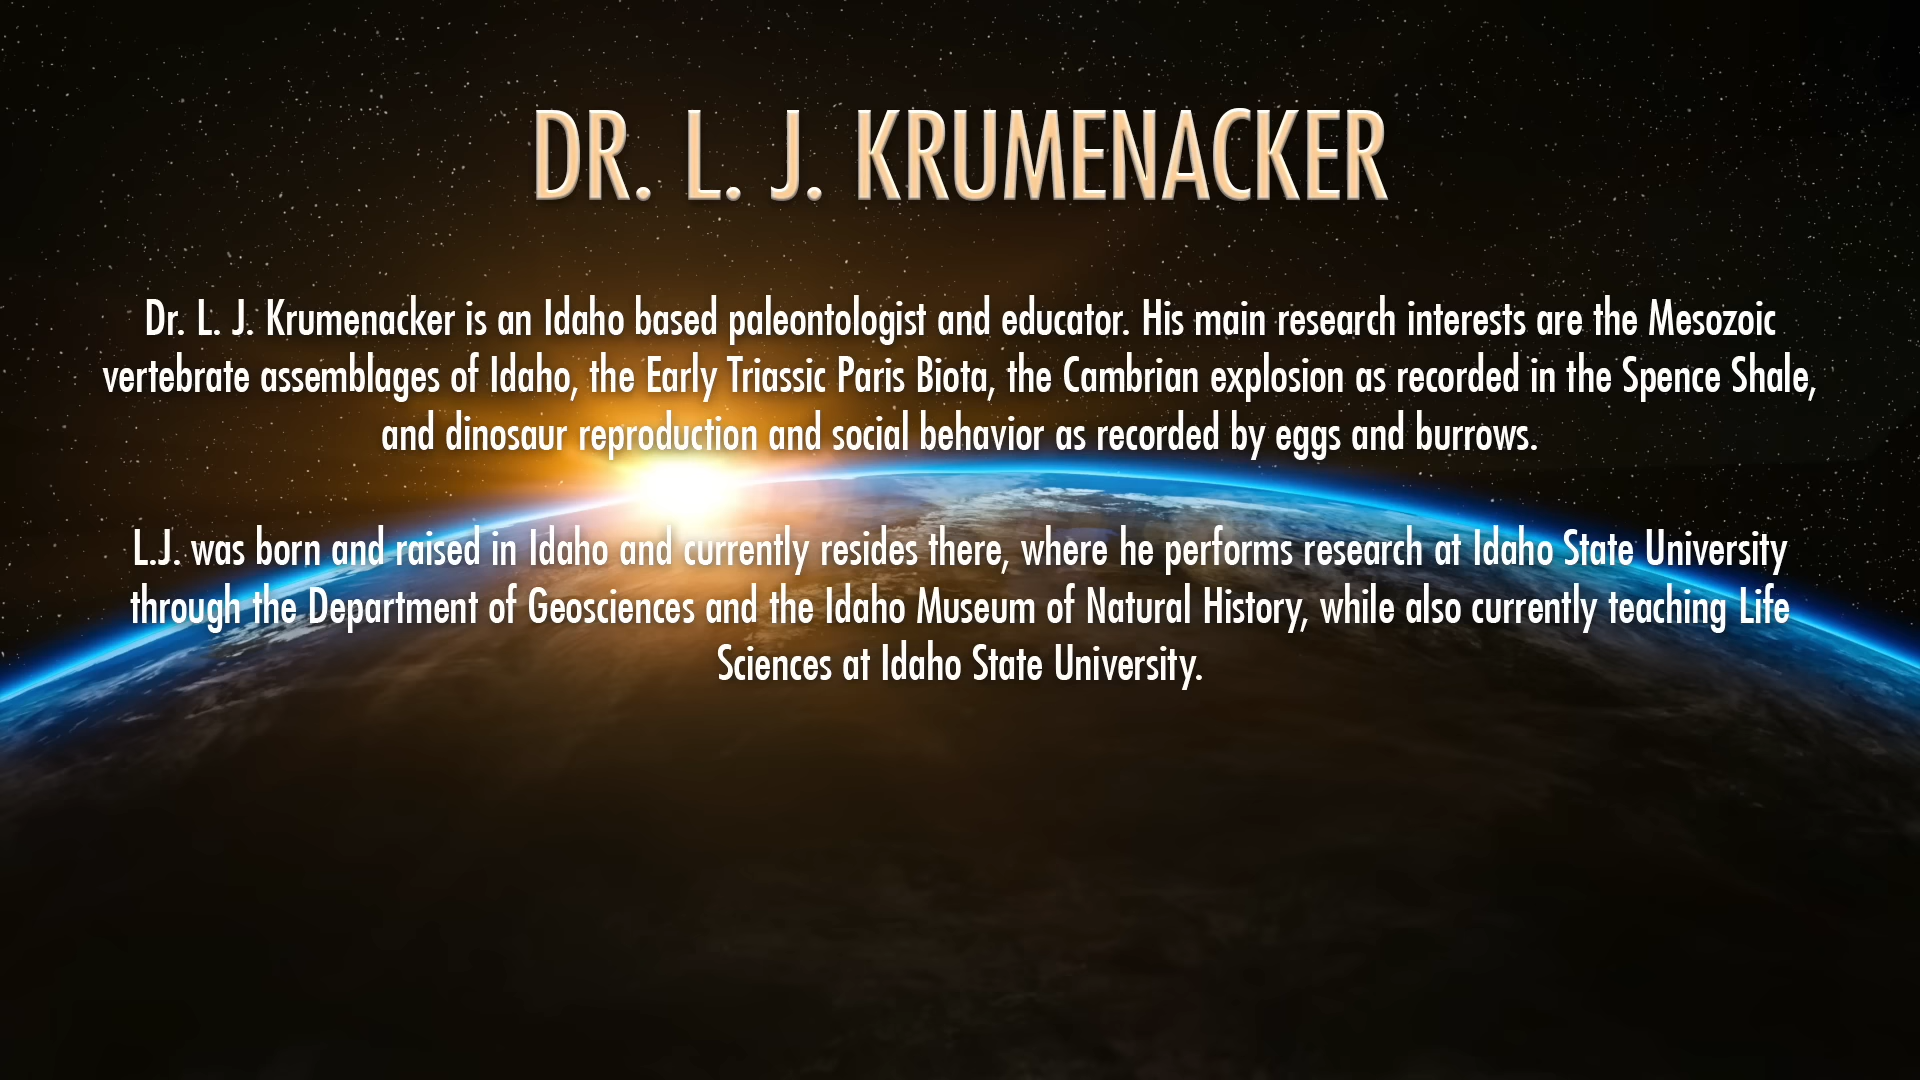 DR. L. J. KRUMENACKER
Dr. L. J. Krumenacker is an Idaho based paleontologist and educator. His main research interests are the Mesozoic
vertebrate assemblages of Idaho, the Early Triassic Paris Biota, the Cambrian explosion as recorded in the Spence Shale,
and dinosaur reproduction and social behavior as recorded by eggs and burrows.
L.J. was born and raised in Idaho and currently resides there, where he performs research at Idaho State University
through the Department of Geosciences and the Idaho Museum of Natural History, while also currently teaching Life
Sciences at Idaho State University.